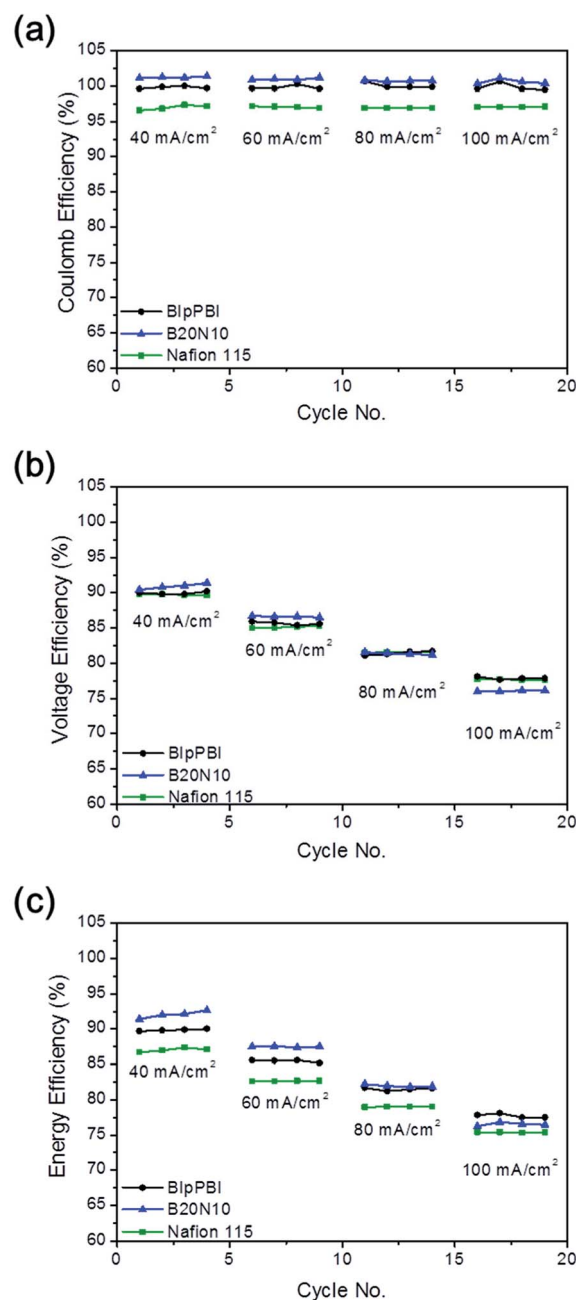 (a)
105
100
95
90
85
80
75
70
65
60
Coulomb Efficiency (%)
40 mA/cm²
60 mA/cm²
80 mA/cm²
100 mA/cm²
BIpPBI
B20N10
Nafion 115
0
5
10
15
20
Cycle No.
(b)
105
100
95
90
85
80
75
70
65
60
Voltage Efficiency (%)
40 mA/cm²
60 mA/cm²
80 mA/cm²
100 mA/cm²
BIpPBI
B20N10
Nafion 115
0
5
10
15
20
Cycle No.
(c)
105
100
95
90
85
80
75
70
65
60
Energy Efficiency (%)
40 mA/cm²
60 mA/cm²
80 mA/cm²
100 mA/cm²
BIpPBI
B20N10
Nafion 115
0
5
10
15
20
Cycle No.